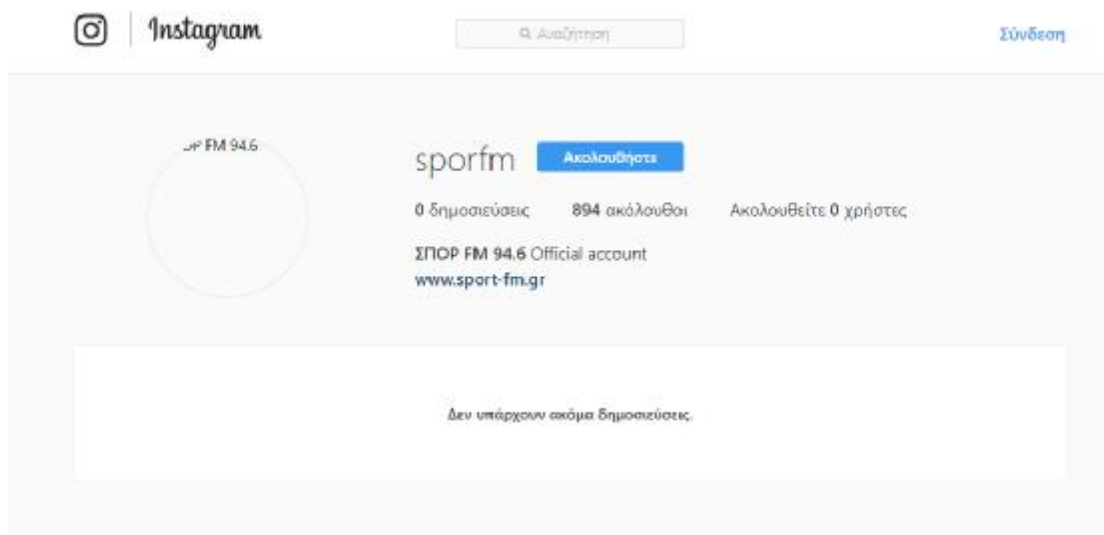 Instagram
Αναζήτηση
Σύνδεση
FM 94.6
sporfm Ακολουθήστε
0 δημοσιεύσεις 894 ακόλουθοι Ακολουθείτε 0 χρήστες
ΣΠΟΡ FM 94.6 Official account
www.sport-fm.gr
Δεν υπάρχουν ακόμα δημοσιεύσεις.